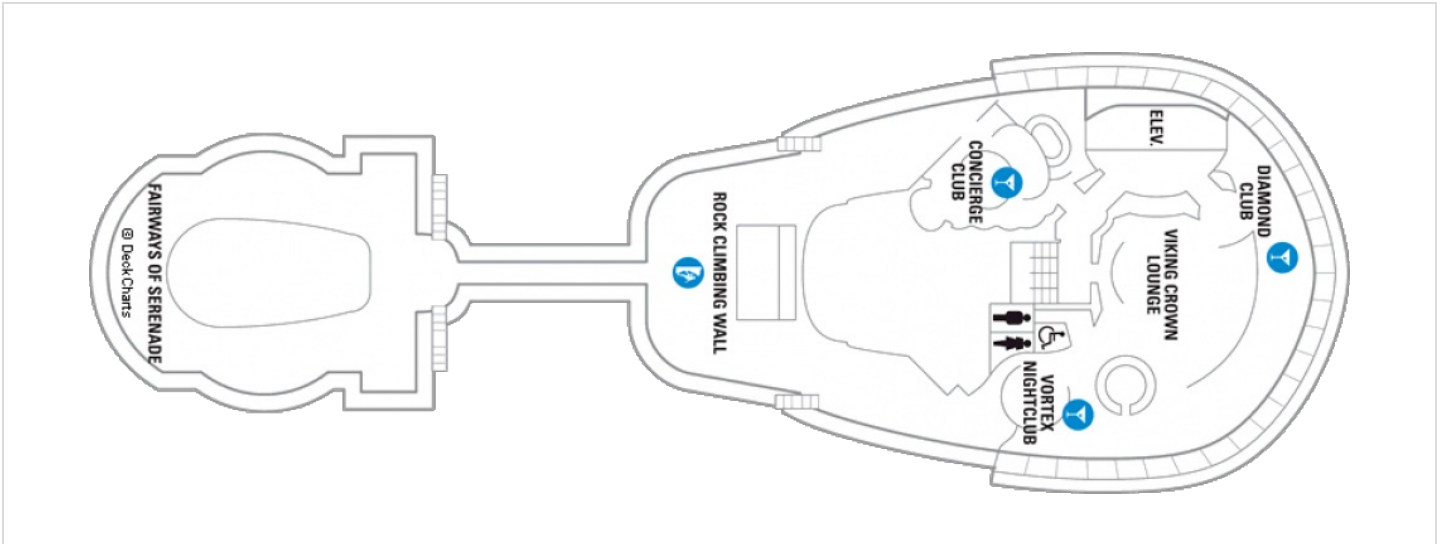 FAIRWAYS OF SERENADE
© DeckCharts
ROCK CLIMBING WALL
CONCIERGE
CLUB
ELEV.
DIAMOND
CLUB
VIKING CROWN
LOUNGE
VORTEX
NIGHTCLUB